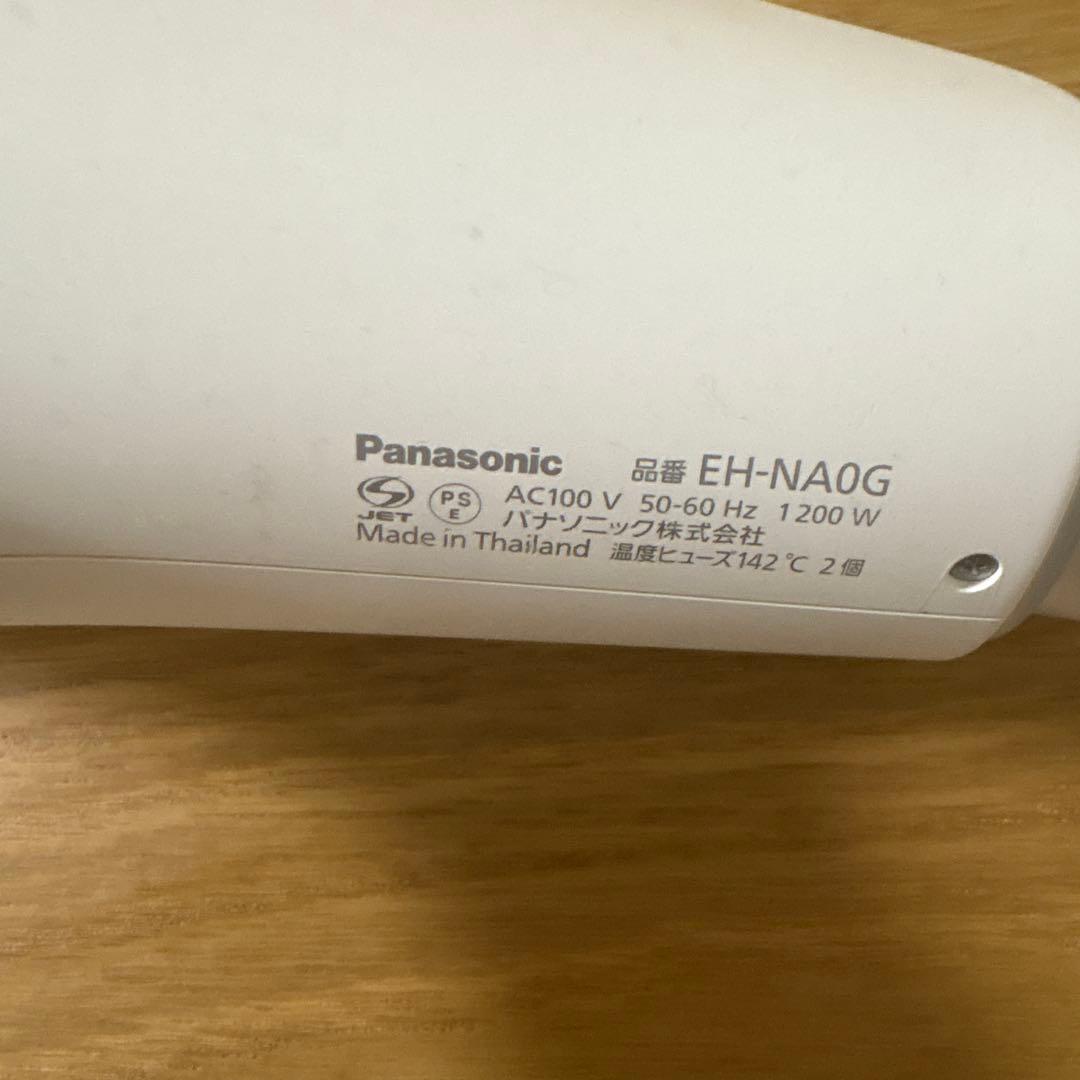 Panasonic 品番 EH-NA0G
JET PS E AC100 V 50-60 Hz 1200 W
パナソニック株式会社
Made in Thailand 温度ヒューズ142℃ 2個